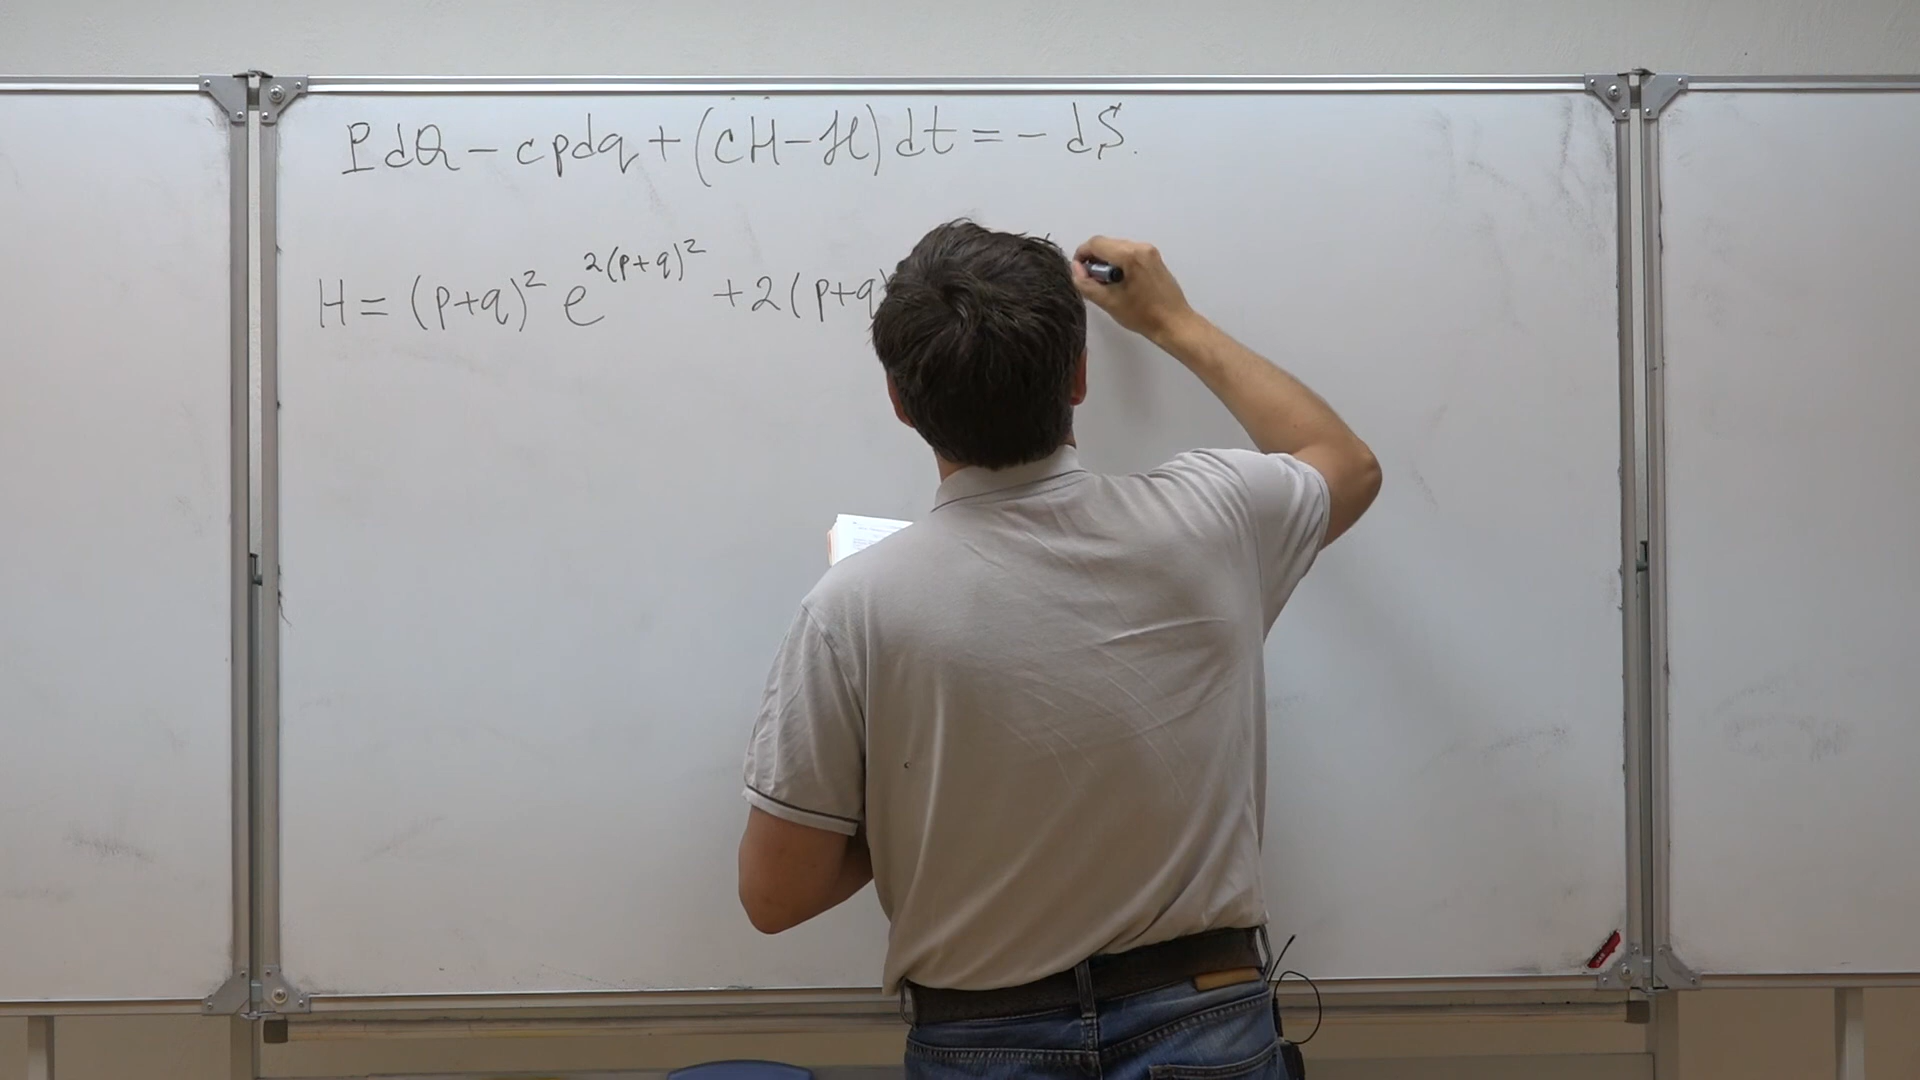 PdQ - cpdq + (cH - ℋ)dt = - dS.
H = (p+q)² e^{2(p+q)²} + 2(p+q)